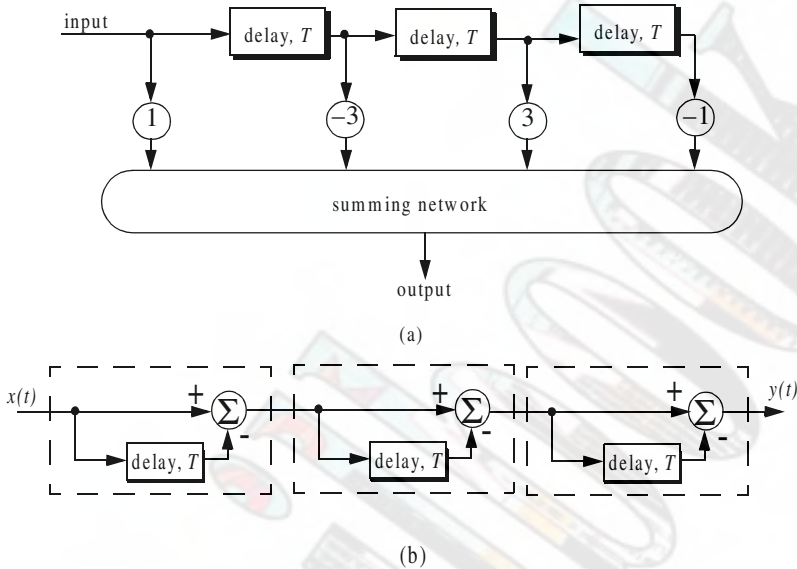 input
delay, T
delay, T
delay, T
1
–3
3
–1
summing network
output
(a)
x(t)
+
Σ
-
delay, T
+
Σ
-
delay, T
+
Σ
-
delay, T
y(t)
(b)